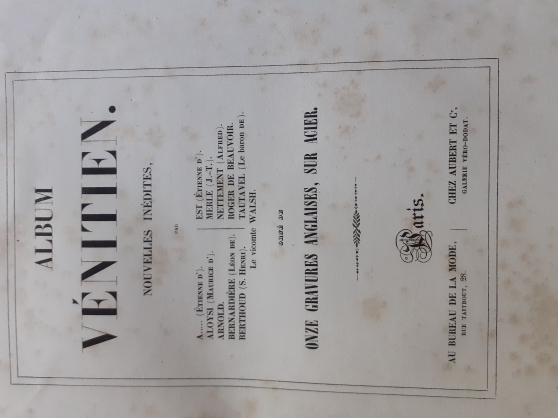 ALBUM
VÉNITIEN.
NOUVELLES INÉDITES,
PAR
A..... (Étienne d').
ALOYSI (Maurice d').
ARNOLD.
BERNARDIÈRE (Léon de).
BERTHOUD (S. Henri).
EST (Étienne d').
MERLE (J.-T.).
NETTEMENT (Alfred).
ROGER DE BEAUVOIR.
TAUTAVEL (Le baron de).
Le vicomte WALSH.
ORNÉ DE
ONZE GRAVURES ANGLAISES, SUR ACIER.
Paris.
AU BUREAU DE LA MODE,
RUE TAITBOUT, 28.
CHEZ AUBERT ET Cie.
GALERIE VÉRO-DODAT.